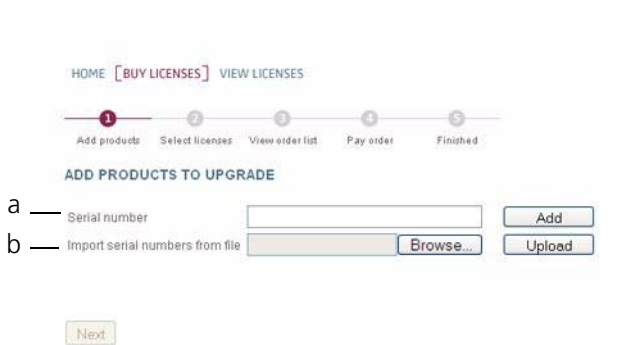 HOME [BUY LICENSES] VIEW LICENSES
1 2 3 4 5
Add products Select licenses View order list Pay order Finished
ADD PRODUCTS TO UPGRADE
a Serial number Add
b Import serial numbers from file Browse... Upload
Next